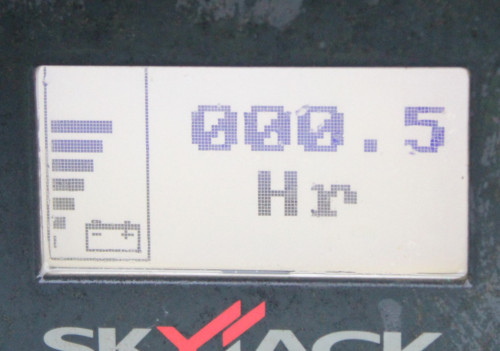 000.5
Hr
- +
SKYJACK